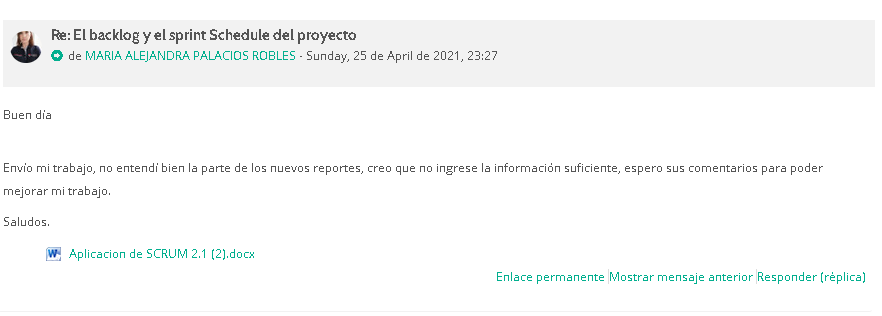 Re: El backlog y el sprint Schedule del proyecto
de MARIA ALEJANDRA PALACIOS ROBLES - Sunday, 25 de April de 2021, 23:27
Buen día
Envío mi trabajo, no entendí bien la parte de los nuevos reportes, creo que no ingrese la información suficiente, espero sus comentarios para poder
mejorar mi trabajo.
Saludos.
Aplicacion de SCRUM 2.1 (2).docx
Enlace permanente Mostrar mensaje anterior Responder (réplica)